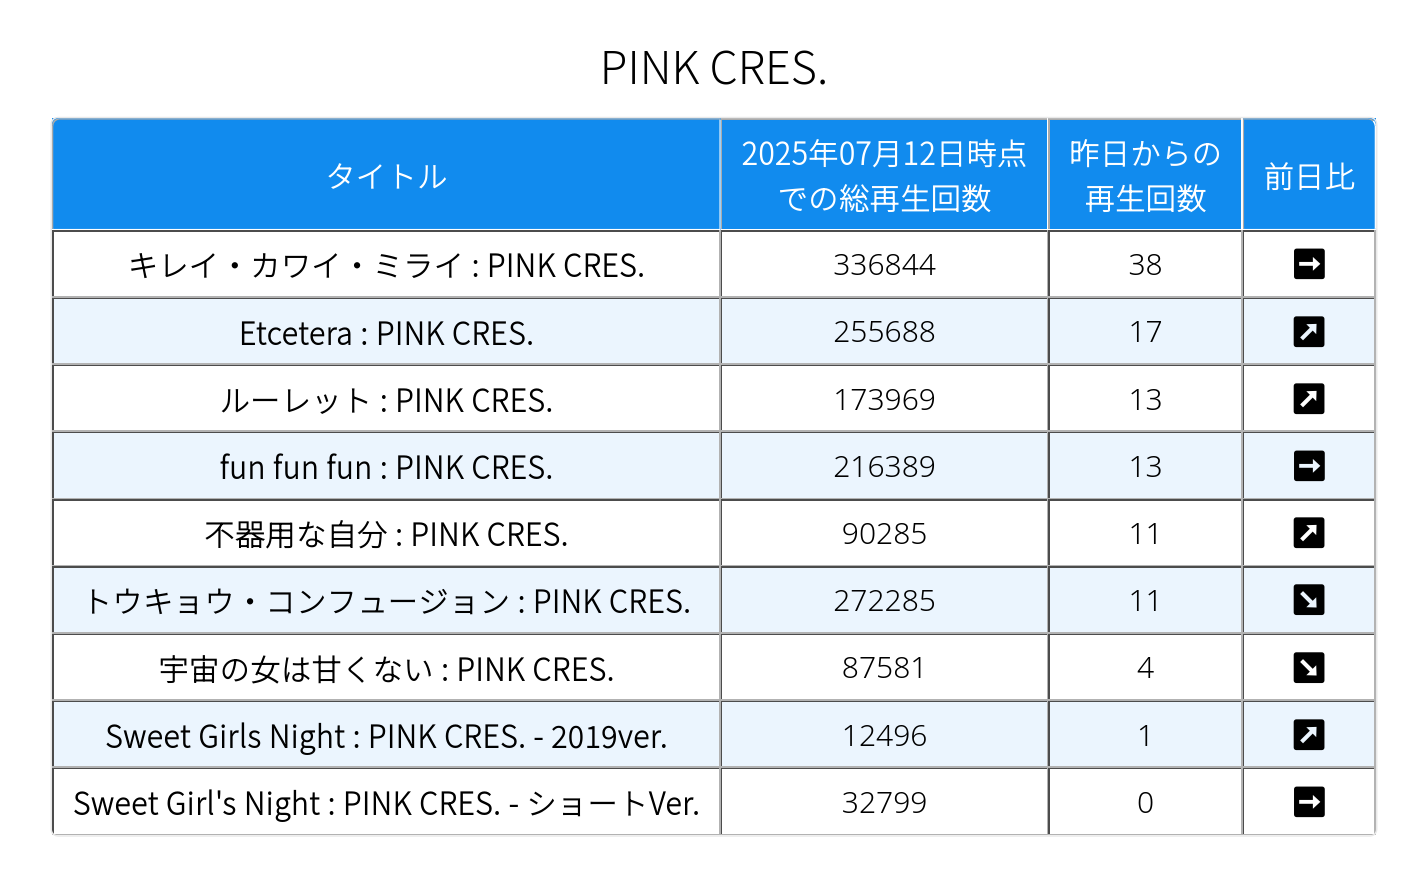 PINK CRES.
タイトル 2025年07月12日時点での総再生回数 昨日からの再生回数 前日比
キレイ・カワイ・ミライ : PINK CRES. 336844 38 ➡
Etcetera : PINK CRES. 255688 17 ↗
ルーレット : PINK CRES. 173969 13 ↗
fun fun fun : PINK CRES. 216389 13 ➡
不器用な自分 : PINK CRES. 90285 11 ↗
トウキョウ・コンフュージョン : PINK CRES. 272285 11 ↘
宇宙の女は甘くない : PINK CRES. 87581 4 ↘
Sweet Girls Night : PINK CRES. - 2019ver. 12496 1 ↗
Sweet Girl's Night : PINK CRES. - ショートVer. 32799 0 ➡